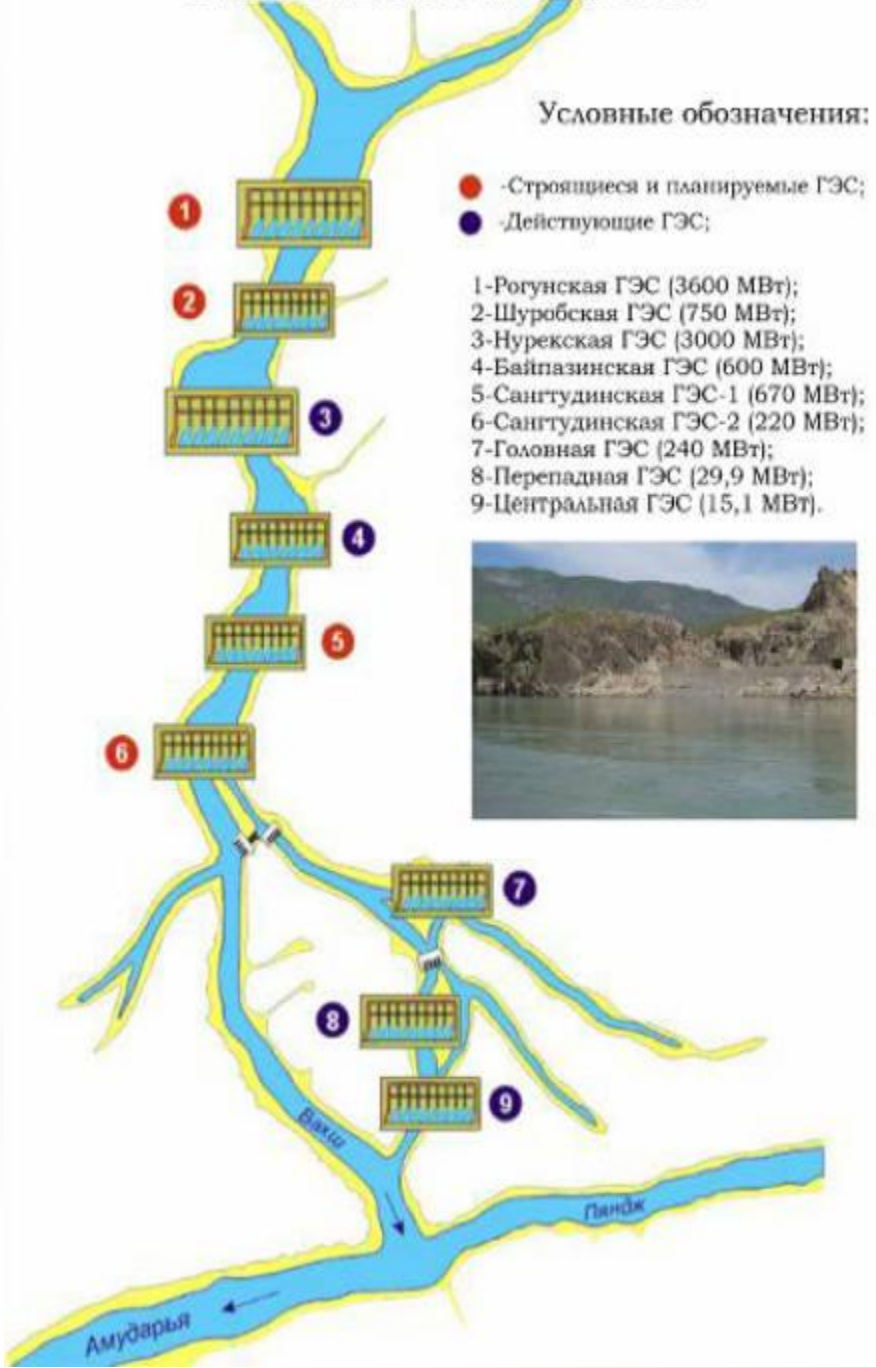 Условные обозначения:
-Строящиеся и планируемые ГЭС;
-Действующие ГЭС;
1-Рогунская ГЭС (3600 МВт);
2-Шуробская ГЭС (750 МВт);
3-Нурекская ГЭС (3000 МВт);
4-Байпазинская ГЭС (600 МВт);
5-Сангтудинская ГЭС-1 (670 МВт);
6-Сангтудинская ГЭС-2 (220 МВт);
7-Головная ГЭС (240 МВт);
8-Перепадная ГЭС (29,9 МВт);
9-Центральная ГЭС (15,1 МВт).
1
2
3
4
5
6
7
8
9
Вахш
Пяндж
Амударья